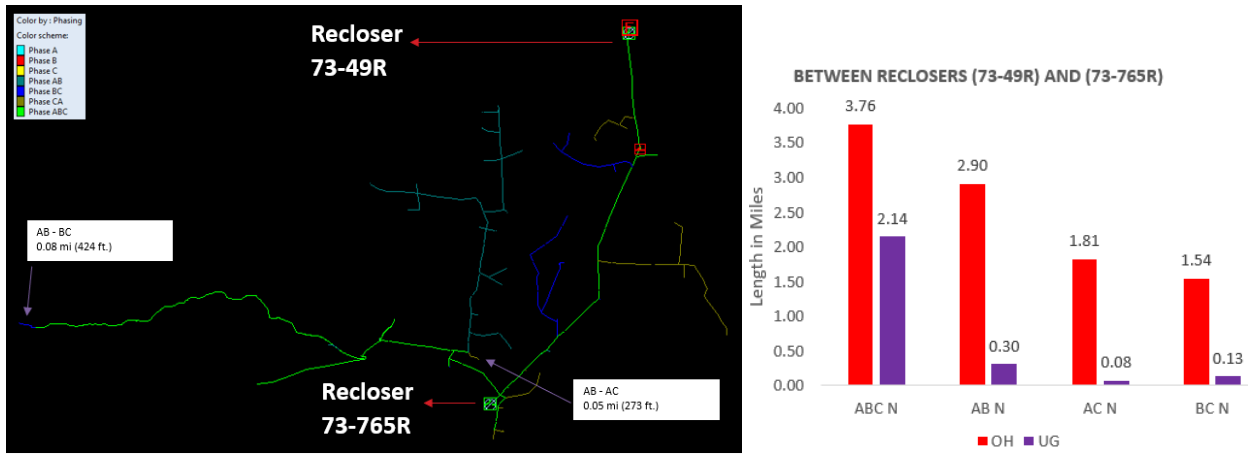 Color by : Phasing
Color scheme:
Phase A
Phase B
Phase C
Phase AB
Phase BC
Phase CA
Phase ABC
Recloser
73-49R
AB - BC
0.08 mi (424 ft.)
AB - AC
0.05 mi (273 ft.)
Recloser
73-765R
BETWEEN RECLOSERS (73-49R) AND (73-765R)
Length in Miles
4.00
3.50
3.00
2.50
2.00
1.50
1.00
0.50
0.00
3.76
2.14
2.90
0.30
1.81
0.08
1.54
0.13
ABC N
AB N
AC N
BC N
OH
UG